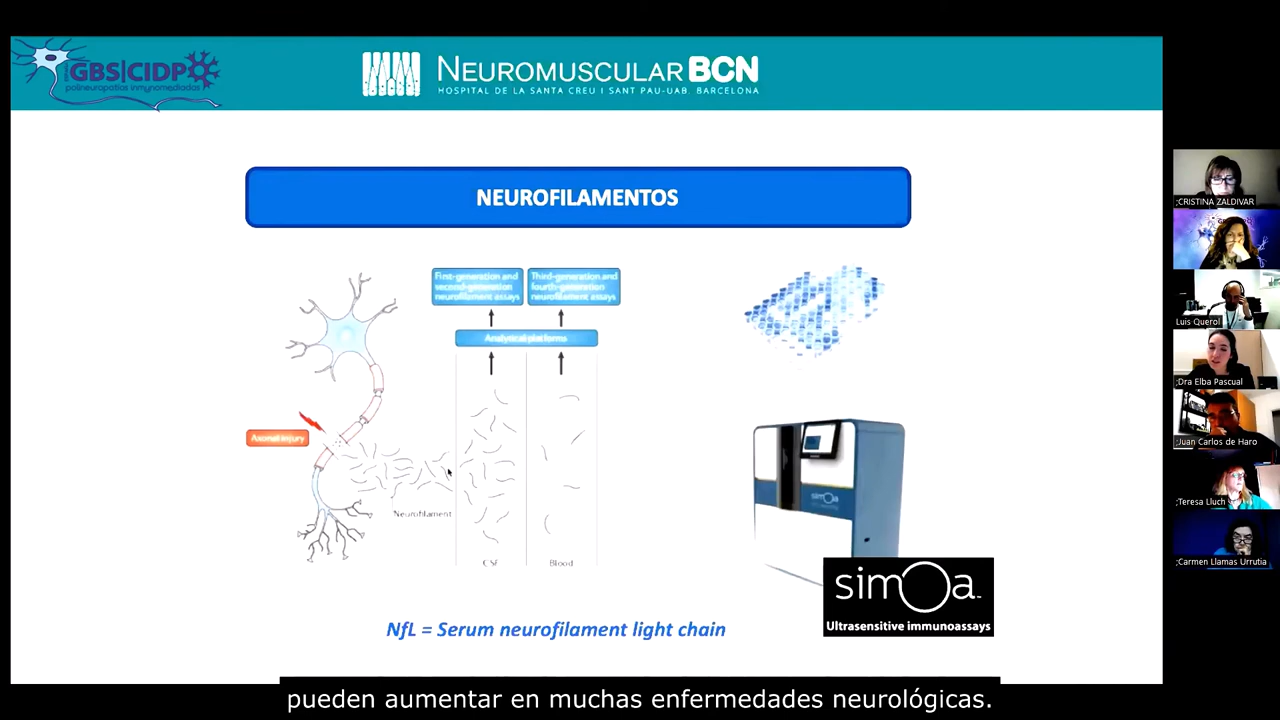 GBS|CIDP
polineuropatías inmunomediadas
NEUROMUSCULAR BCN
HOSPITAL DE LA SANTA CREU I SANT PAU-UAB. BARCELONA
NEUROFILAMENTOS
First-generation and
second-generation
neurofilament assays
Third-generation and
fourth-generation
neurofilament assays
Analytical platforms
Axonal injury
Neurofilament
CSF
Blood
simoa
simOa
Ultrasensitive immunoassays
NfL = Serum neurofilament light chain
;CRISTINA ZALDIVAR
Luis Querol
;Dra Elba Pascual
;Juan Carlos de Haro
;Teresa Lluch
;Carmen Llamas Urrutia
pueden aumentar en muchas enfermedades neurológicas.